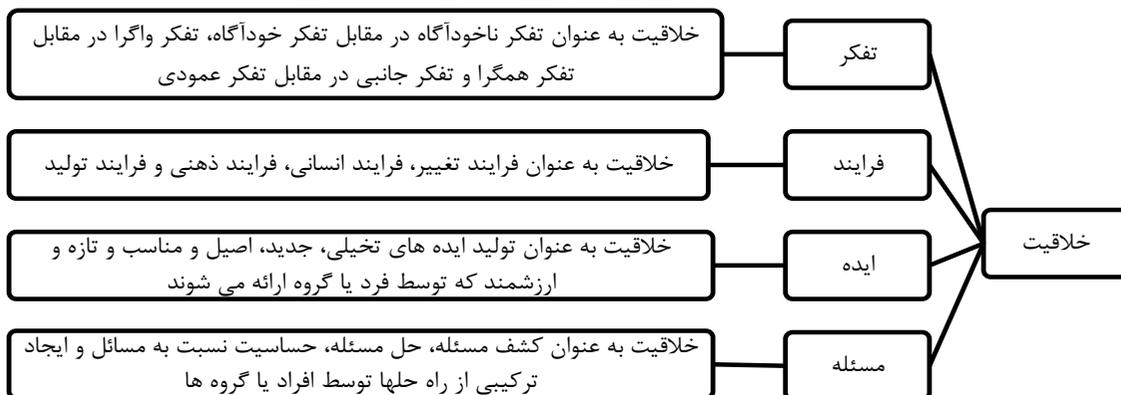 خلاقیت
تفکر
خلاقیت به عنوان تفکر ناخودآگاه در مقابل تفکر خودآگاه، تفکر واگرا در مقابل
تفکر همگرا و تفکر جانبی در مقابل تفکر عمودی
فرایند
خلاقیت به عنوان فرایند تغییر، فرایند انسانی، فرایند ذهنی و فرایند تولید
ایده
خلاقیت به عنوان تولید ایده های تخیلی، جدید، اصیل و مناسب و تازه و
ارزشمند که توسط فرد یا گروه ارائه می شوند
مسئله
خلاقیت به عنوان کشف مسئله، حل مسئله، حساسیت نسبت به مسائل و ایجاد
ترکیبی از راه حلها توسط افراد یا گروه ها